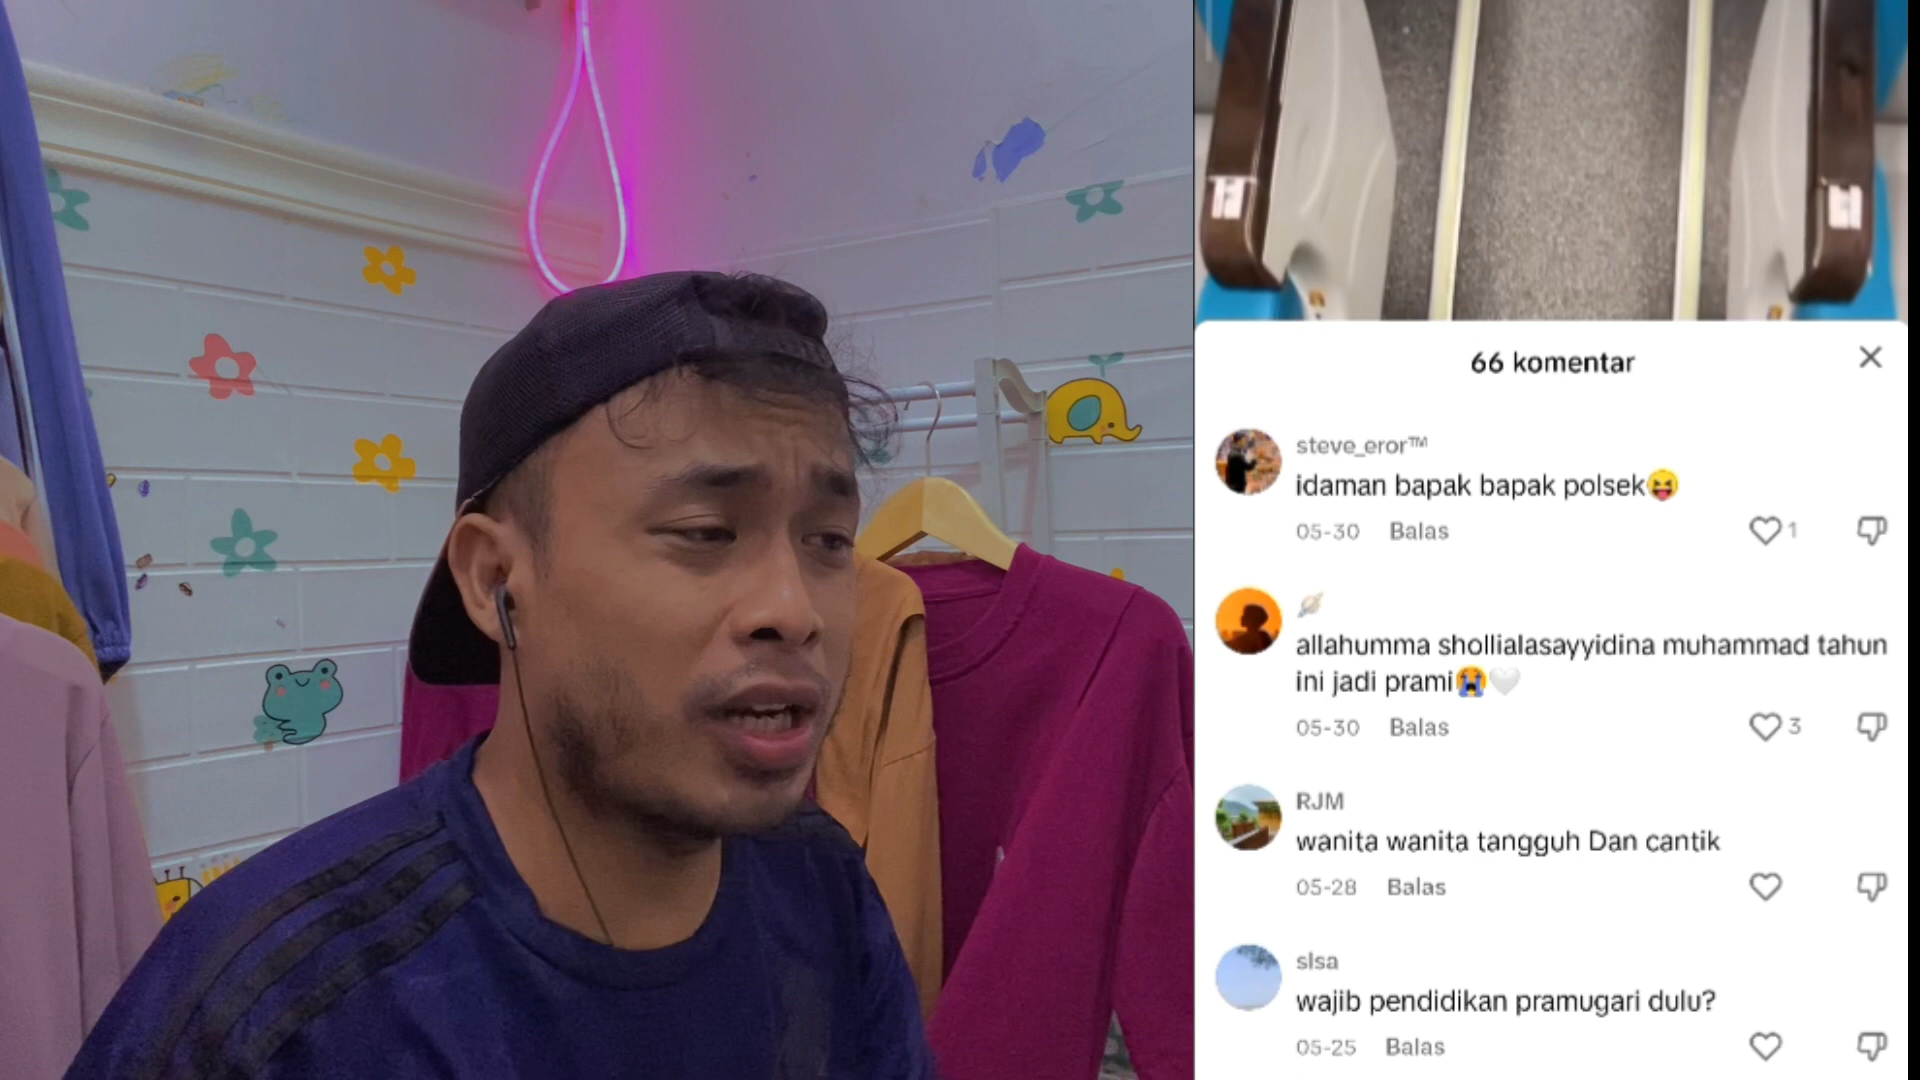 66 komentar
steve_eror™
idaman bapak bapak polsek😝
05-30 Balas 1
🪐
allahumma shollialasayyidina muhammad tahun
ini jadi prami😭🤍
05-30 Balas 3
RJM
wanita wanita tangguh Dan cantik
05-28 Balas
slsa
wajib pendidikan pramugari dulu?
05-25 Balas